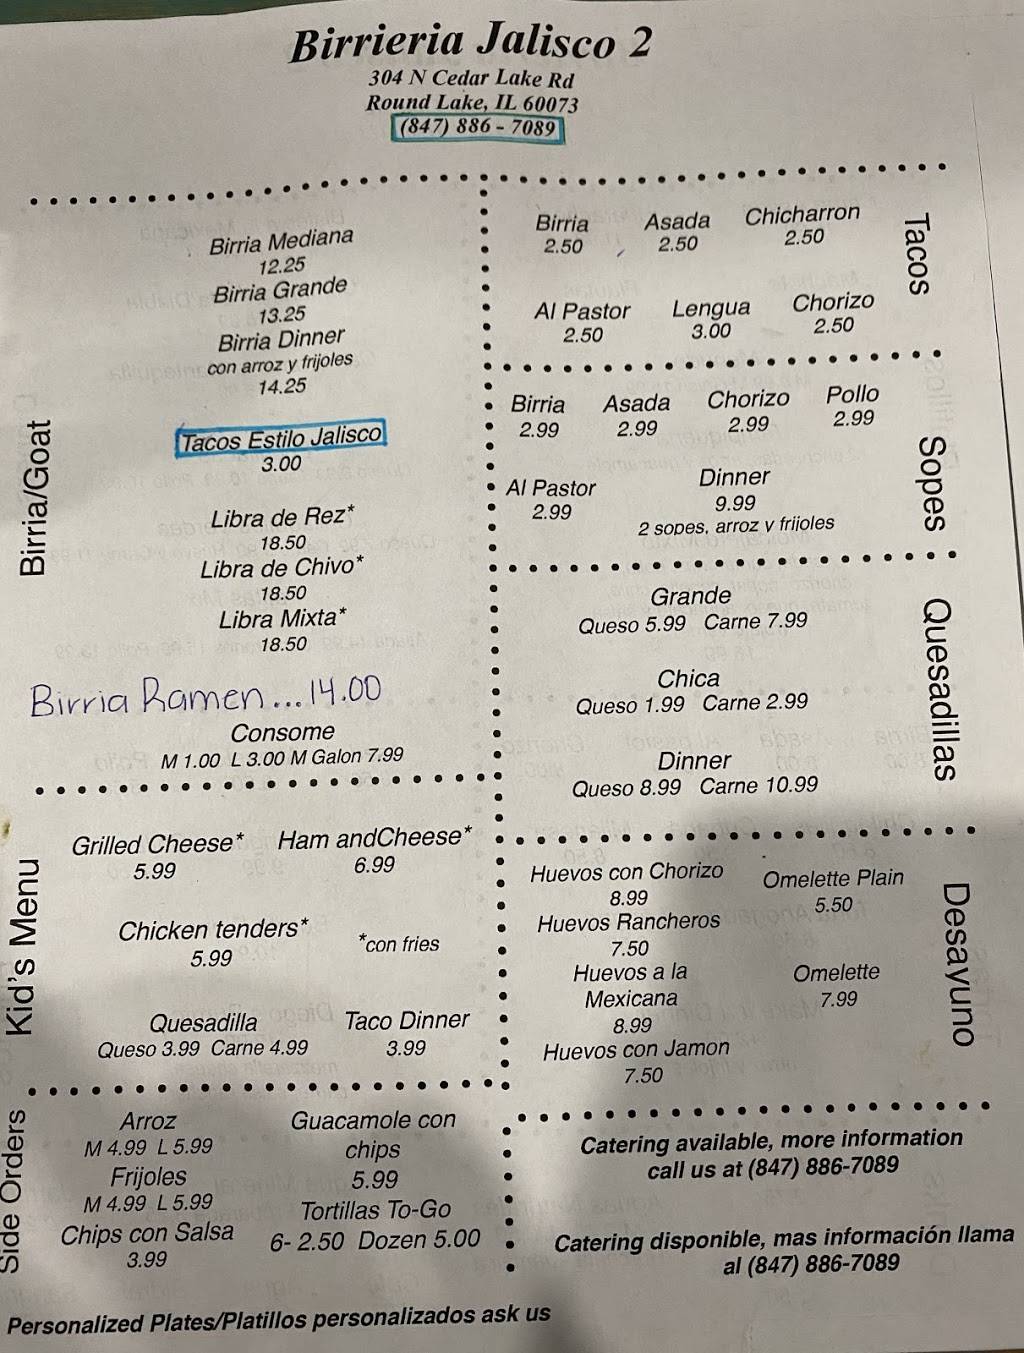 Birrieria Jalisco 2
304 N Cedar Lake Rd
Round Lake, IL 60073
(847) 886 - 7089
Birria/Goat
Birria Mediana
12.25
Birria Grande
13.25
Birria Dinner
con arroz y frijoles
14.25
Tacos Estilo Jalisco
3.00
Libra de Rez*
18.50
Libra de Chivo*
18.50
Libra Mixta*
18.50
Birria Ramen...14.00
Consome
M 1.00 L 3.00 M Galon 7.99
Kid's Menu
Grilled Cheese* Ham andCheese*
5.99 6.99
Chicken tenders* *con fries
5.99
Quesadilla Taco Dinner
Queso 3.99 Carne 4.99 3.99
Side Orders
Arroz
M 4.99 L 5.99
Frijoles
M 4.99 L 5.99
Chips con Salsa
3.99
Guacamole con
chips
5.99
Tortillas To-Go
6- 2.50 Dozen 5.00
Tacos
Birria Asada Chicharron
2.50 2.50 2.50
Al Pastor Lengua Chorizo
2.50 3.00 2.50
Sopes
Birria Asada Chorizo Pollo
2.99 2.99 2.99 2.99
Al Pastor Dinner
2.99 9.99
2 sopes, arroz y frijoles
Quesadillas
Grande
Queso 5.99 Carne 7.99
Chica
Queso 1.99 Carne 2.99
Dinner
Queso 8.99 Carne 10.99
Desayuno
Huevos con Chorizo
8.99
Huevos Rancheros
7.50
Huevos a la
Mexicana
8.99
Huevos con Jamon
7.50
Omelette Plain
5.50
Omelette
7.99
Catering available, more information
call us at (847) 886-7089
Catering disponible, mas información llama
al (847) 886-7089
Personalized Plates/Platillos personalizados ask us